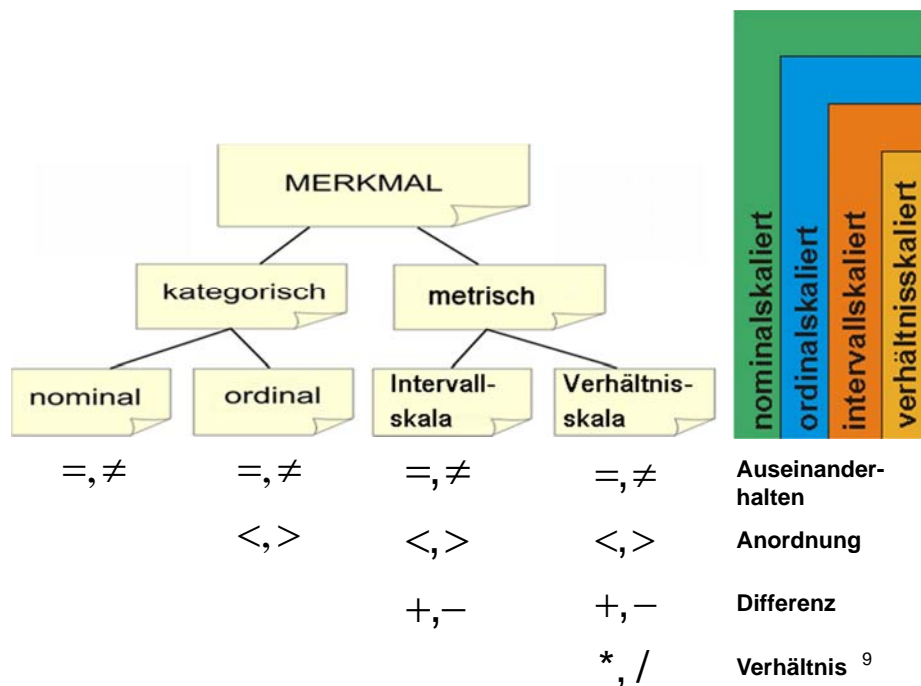 MERKMAL
kategorisch
metrisch
nominal
ordinal
Intervall-
skala
Verhältnis-
skala
nominalskaliert
ordinalskaliert
intervallskaliert
verhältnisskaliert
=,≠ =,≠ =,≠ =,≠ Auseinander-
halten
<,> <,> <,> Anordnung
+,− +,− Differenz
*, / Verhältnis 9